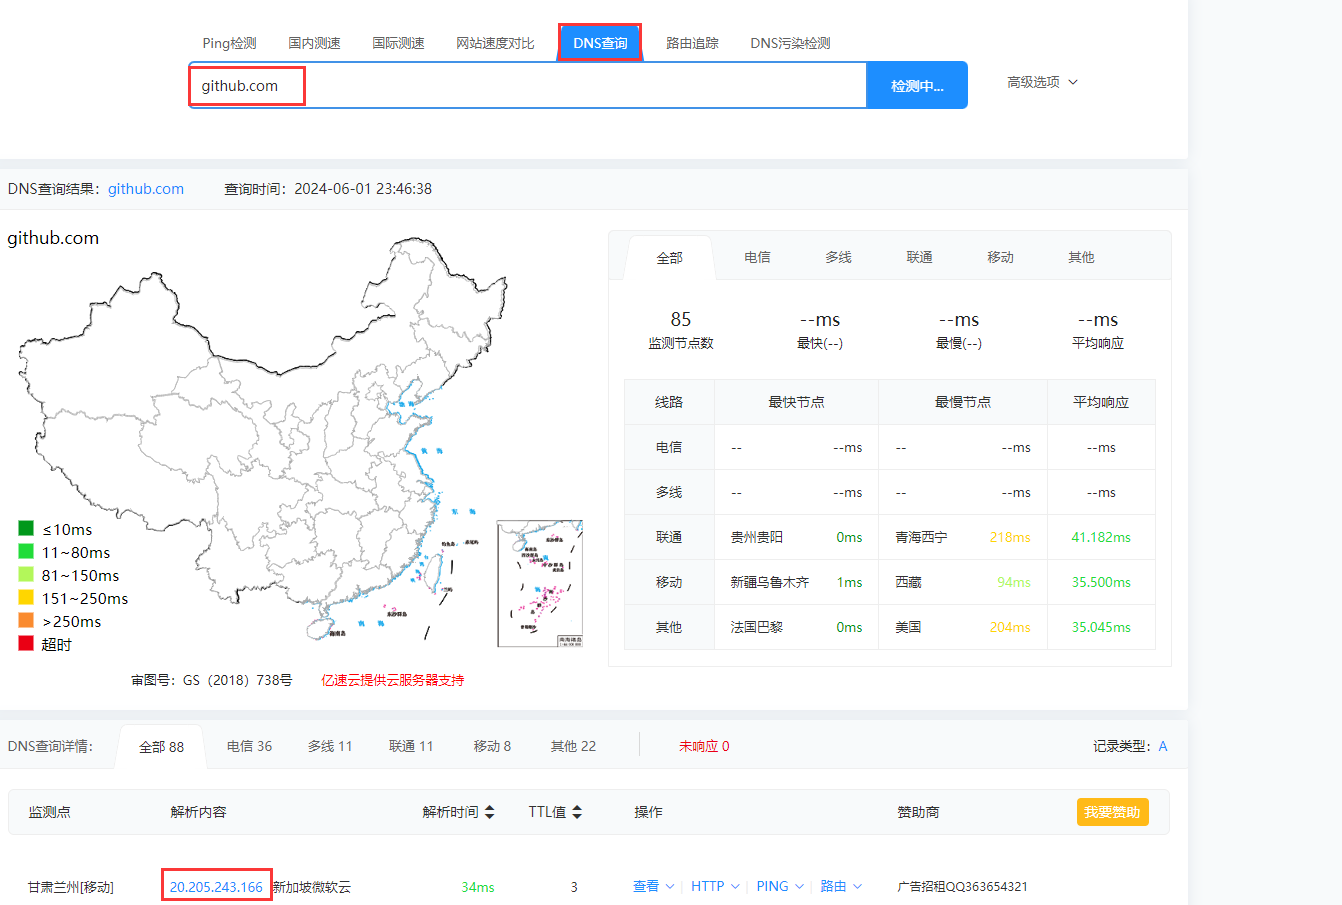 Ping检测 国内测速 国际测速 网站速度对比 DNS查询 路由追踪 DNS污染检测
github.com 检测中... 高级选项
DNS查询结果： github.com 查询时间：2024-06-01 23:46:38
github.com
全部 电信 多线 联通 移动 其他
85 --ms --ms --ms
监测节点数 最快(--) 最慢(--) 平均响应
线路 最快节点 最慢节点 平均响应
电信 -- --ms -- --ms --ms
多线 -- --ms -- --ms --ms
联通 贵州贵阳 0ms 青海西宁 218ms 41.182ms
移动 新疆乌鲁木齐 1ms 西藏 94ms 35.500ms
其他 法国巴黎 0ms 美国 204ms 35.045ms
≤10ms
11~80ms
81~150ms
151~250ms
>250ms
超时
东沙群岛
海南岛
南海诸岛
审图号：GS（2018）738号 亿速云提供云服务器支持
DNS查询详情： 全部 88 电信 36 多线 11 联通 11 移动 8 其他 22 未响应 0 记录类型： A
监测点 解析内容 解析时间 TTL值 操作 赞助商 我要赞助
甘肃兰州[移动] 20.205.243.166 新加坡微软云 34ms 3 查看 HTTP PING 路由 广告招租QQ363654321